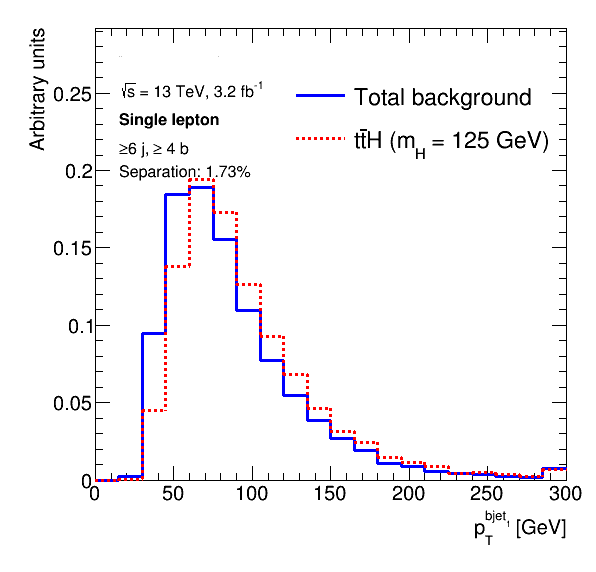 Arbitrary units
√s = 13 TeV, 3.2 fb⁻¹
Single lepton
≥6 j, ≥ 4 b
Separation: 1.73%
Total background
tt̄H (m_H = 125 GeV)
0.25
0.2
0.15
0.1
0.05
0
0 50 100 150 200 250 300
p_T^bjet₁ [GeV]